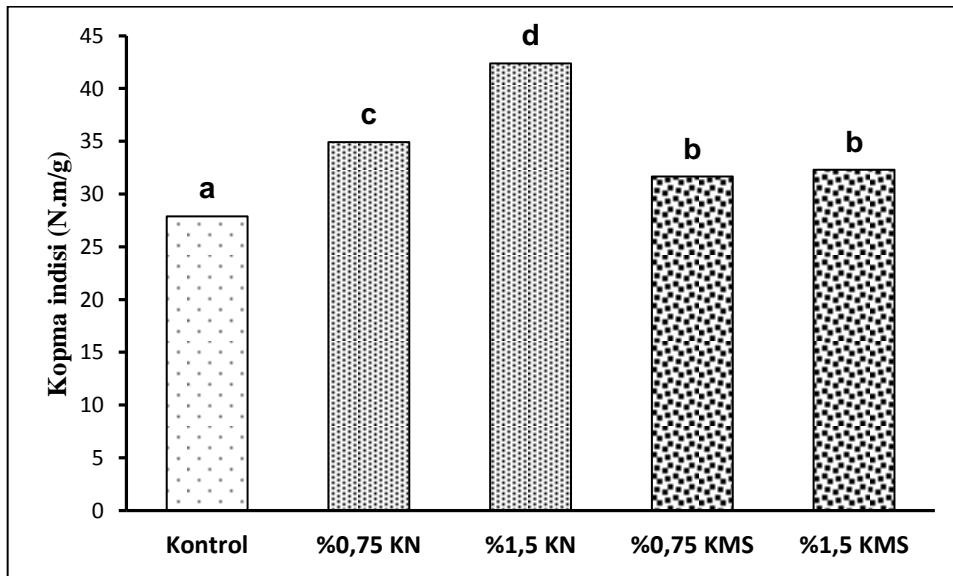 Kopma indisi (N.m/g)
45
40
35
30
25
20
15
10
5
0
a
c
d
b
b
Kontrol
%0,75 KN
%1,5 KN
%0,75 KMS
%1,5 KMS